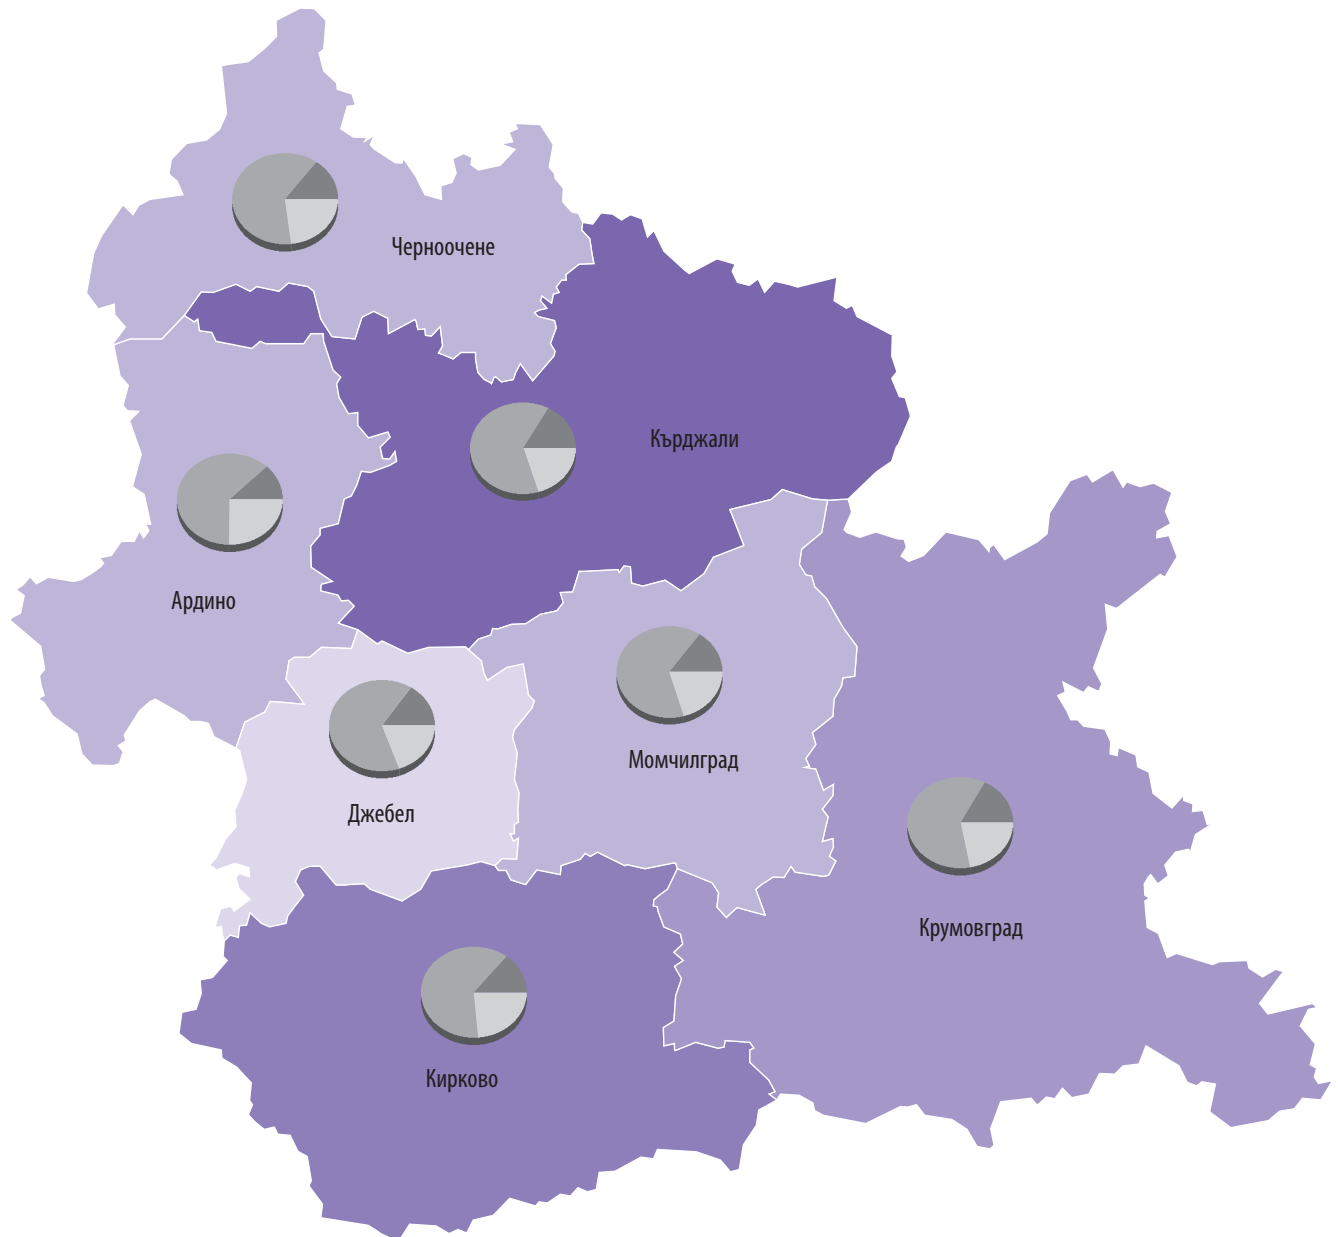 Черноочене
Кърджали
Ардино
Момчилград
Джебел
Крумовград
Кирково